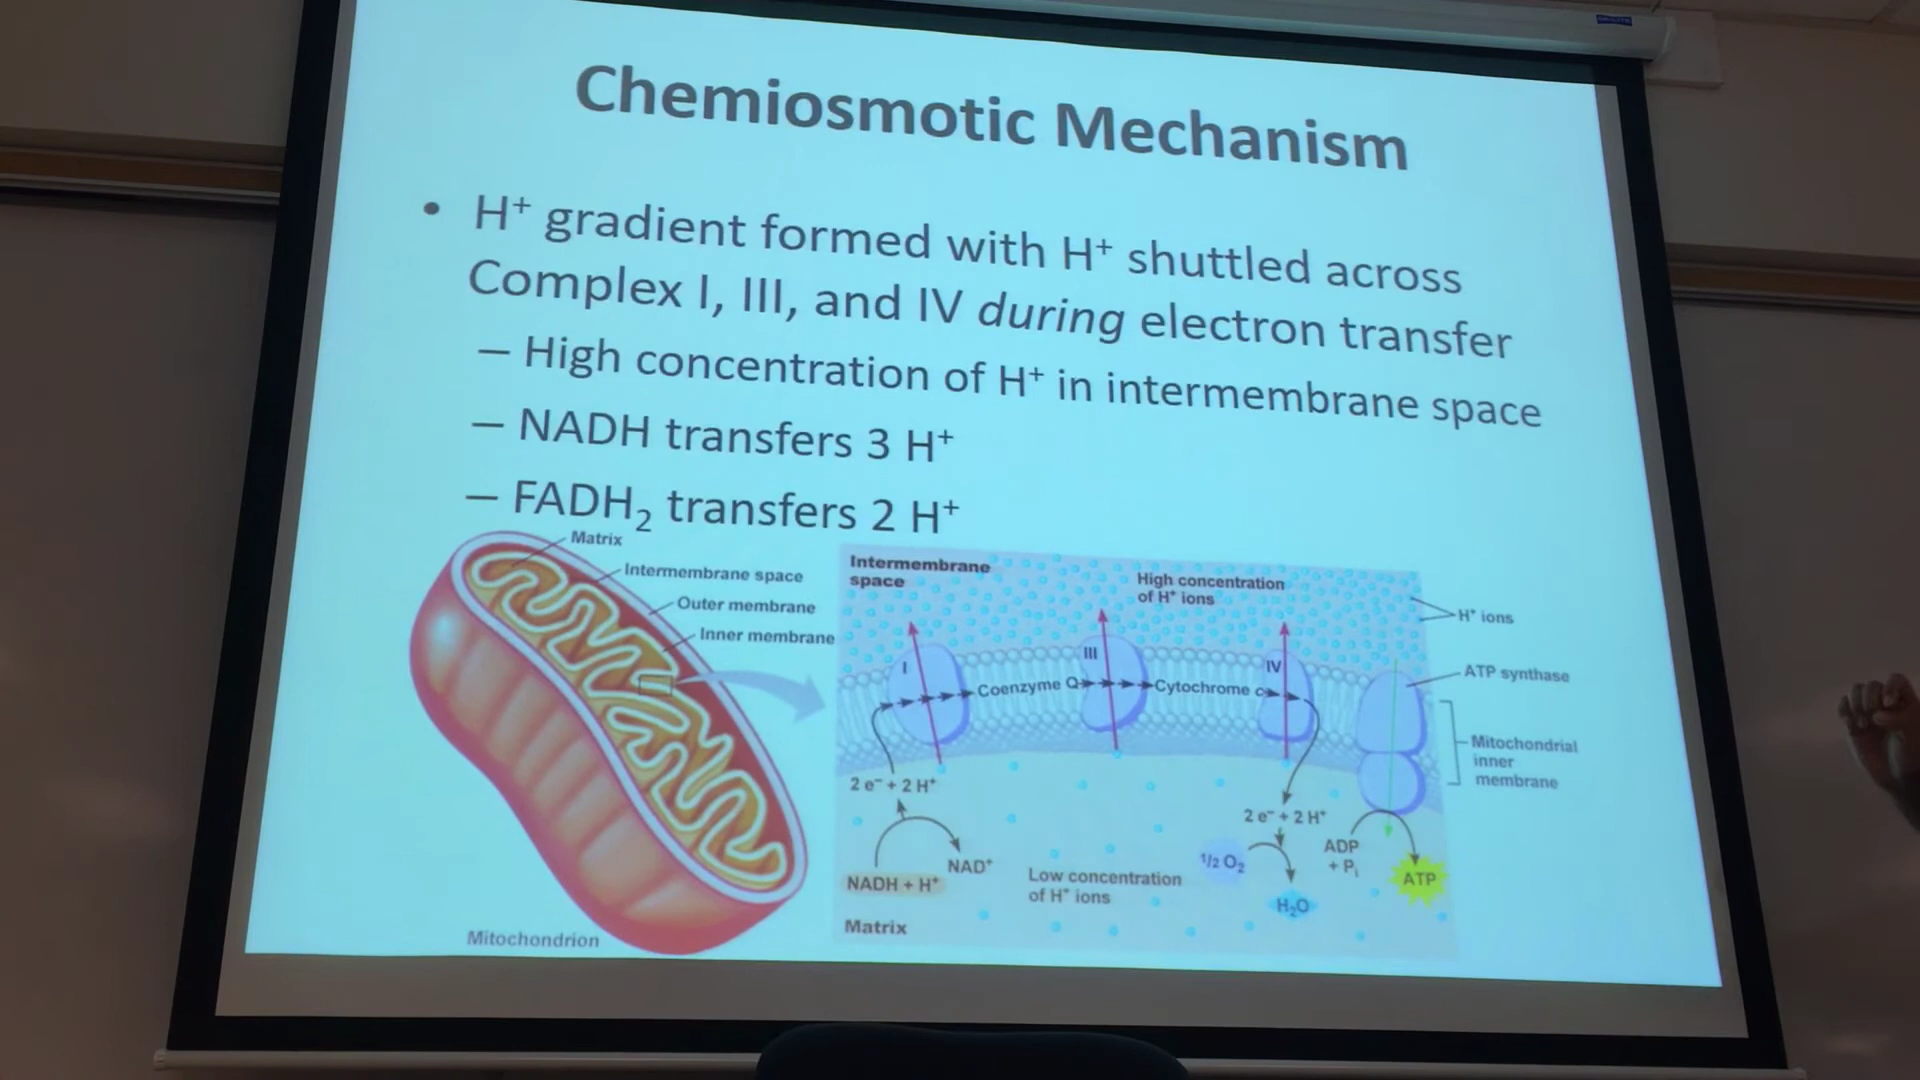 Chemiosmotic Mechanism
• H⁺ gradient formed with H⁺ shuttled across
Complex I, III, and IV during electron transfer
– High concentration of H⁺ in intermembrane space
– NADH transfers 3 H⁺
– FADH₂ transfers 2 H⁺
Matrix
Intermembrane space
Outer membrane
Inner membrane
Mitochondrion
Intermembrane
space
High concentration
of H⁺ ions
H⁺ ions
I
III
IV
Coenzyme Q
Cytochrome c
ATP synthase
Mitochondrial
inner
membrane
2 e⁻ + 2 H⁺
NAD⁺
NADH + H⁺
Low concentration
of H⁺ ions
2 e⁻ + 2 H⁺
1/2 O₂
H₂O
ADP
+ Pᵢ
ATP
Matrix